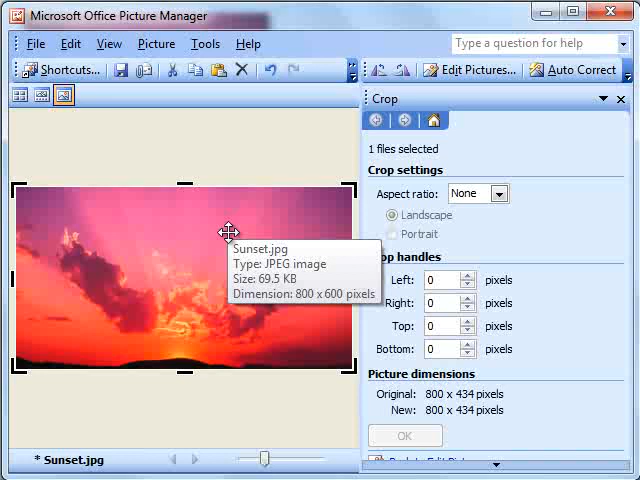 Microsoft Office Picture Manager
File Edit View Picture Tools Help
Type a question for help
Shortcuts...
Edit Pictures...
Auto Correct
Crop
1 files selected
Crop settings
Aspect ratio: None
Landscape
Portrait
Sunset.jpg
Type: JPEG image
Size: 69.5 KB
Dimension: 800 x 600 pixels
op handles
Left: 0 pixels
Right: 0 pixels
Top: 0 pixels
Bottom: 0 pixels
Picture dimensions
Original: 800 x 434 pixels
New: 800 x 434 pixels
OK
* Sunset.jpg